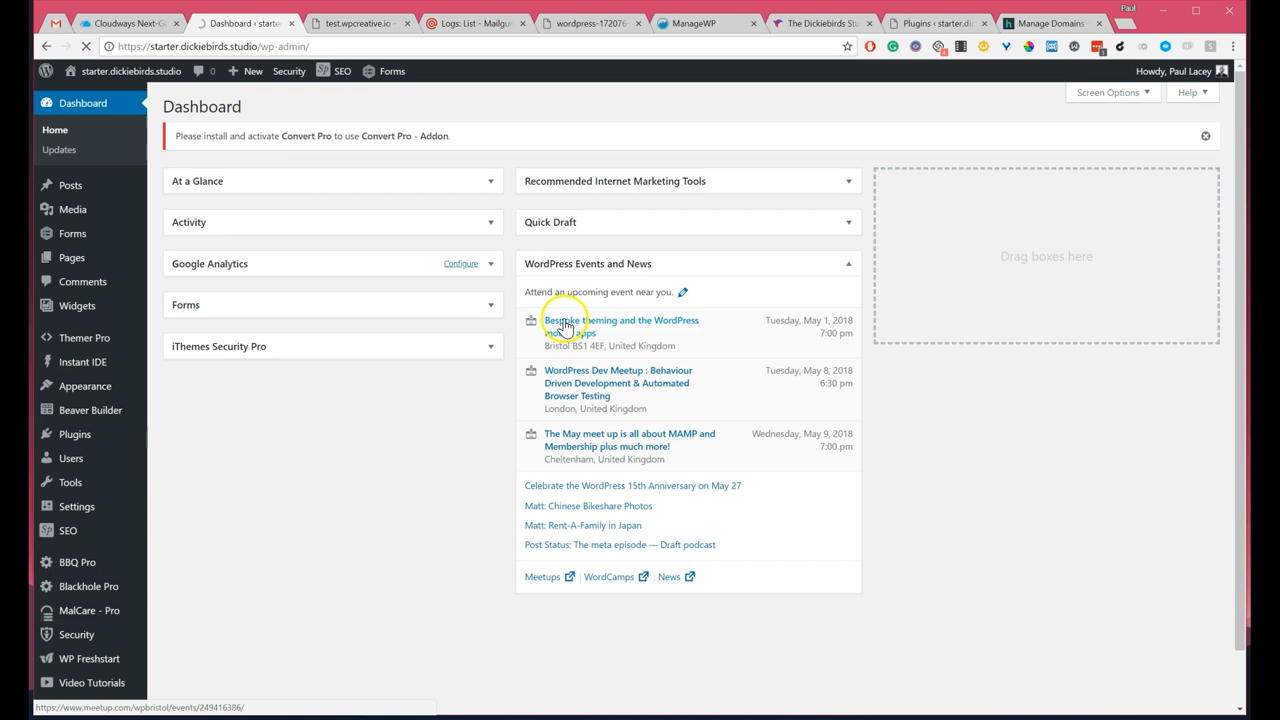 Paul
Dashboard ‹ starter
Cloudways Next-G
test.wpcreative.io –
Logs: List - Mailgu
wordpress-172076
ManageWP
The Dickiebirds Stu
Plugins ‹ starter.di
Manage Domains
https://starter.dickiebirds.studio/wp-admin/
starter.dickiebirds.studio
0
New
Security
SEO
Forms
Howdy, Paul Lacey
Dashboard
Home
Updates
Posts
Media
Forms
Pages
Comments
Widgets
Themer Pro
Instant IDE
Appearance
Beaver Builder
Plugins
Users
Tools
Settings
SEO
BBQ Pro
Blackhole Pro
MalCare - Pro
Security
WP Freshstart
Video Tutorials
Dashboard
Screen Options
Help
Please install and activate Convert Pro to use Convert Pro - Addon.
At a Glance
Activity
Google Analytics
Configure
Forms
iThemes Security Pro
Recommended Internet Marketing Tools
Quick Draft
WordPress Events and News
Attend an upcoming event near you.
Bespoke theming and the WordPress
apps
Bristol BS1 4EF, United Kingdom
Tuesday, May 1, 2018
7:00 pm
WordPress Dev Meetup : Behaviour
Driven Development & Automated
Browser Testing
London, United Kingdom
Tuesday, May 8, 2018
6:30 pm
The May meet up is all about MAMP and
Membership plus much more!
Cheltenham, United Kingdom
Wednesday, May 9, 2018
7:00 pm
Celebrate the WordPress 15th Anniversary on May 27
Matt: Chinese Bikeshare Photos
Matt: Rent-A-Family in Japan
Post Status: The meta episode — Draft podcast
Meetups
WordCamps
News
Drag boxes here
https://www.meetup.com/wpbristol/events/249416386/